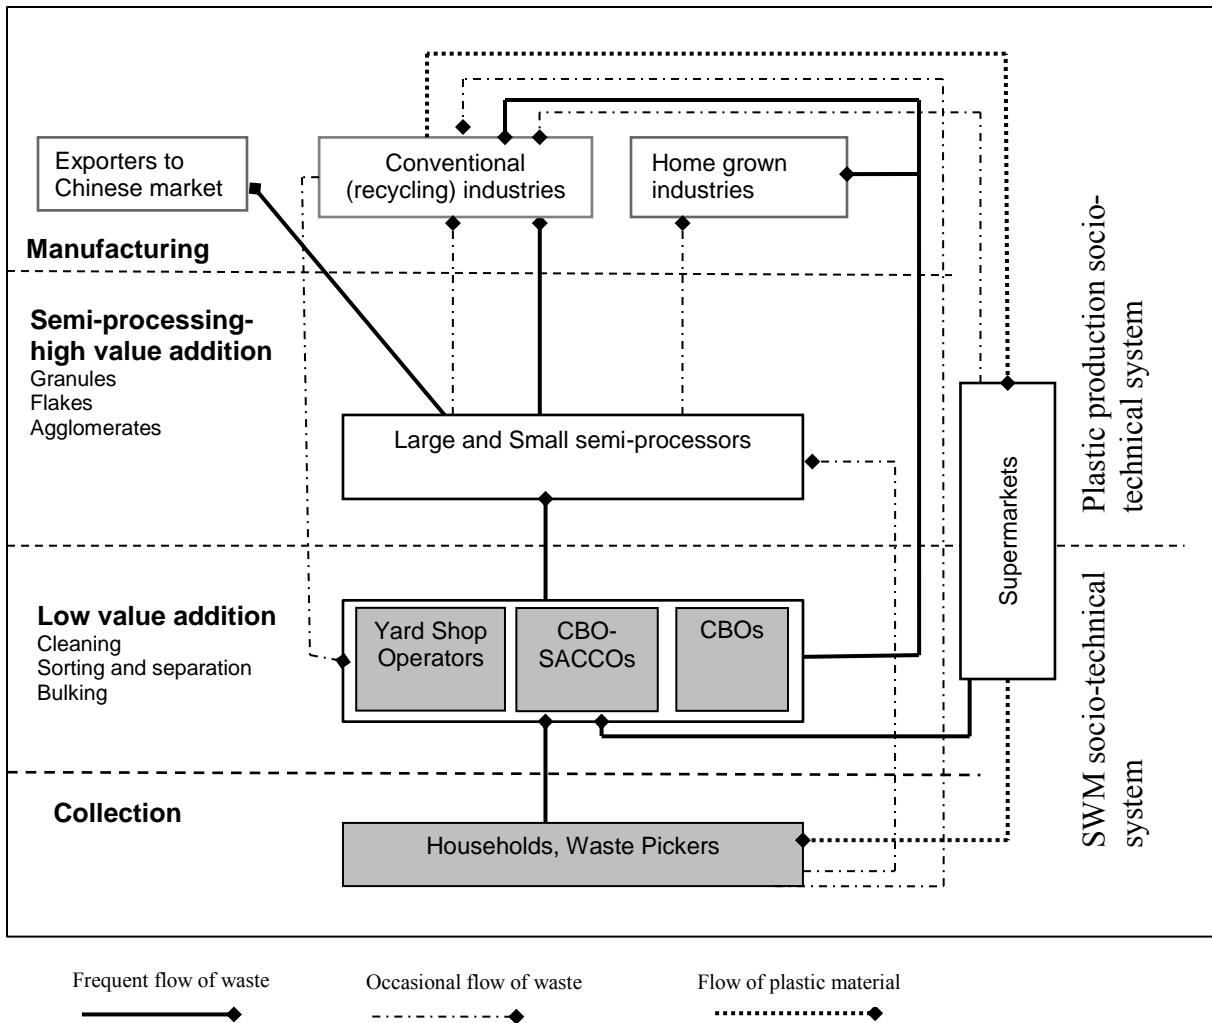 Exporters to
Chinese market
Conventional
(recycling) industries
Home grown
industries
Manufacturing
Semi-processing-
high value addition
Granules
Flakes
Agglomerates
Large and Small semi-processors
Low value addition
Cleaning
Sorting and separation
Bulking
Yard Shop
Operators
CBO-
SACCOs
CBOs
Collection
Households, Waste Pickers
Supermarkets
Plastic production socio-
technical system
SWM socio-technical
system
Frequent flow of waste
Occasional flow of waste
Flow of plastic material